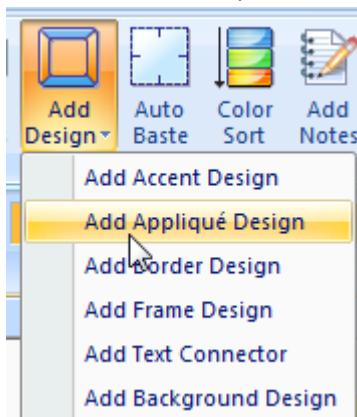 Add Auto Color Add
Design Baste Sort Notes
Add Accent Design
Add Appliqué Design
Add Border Design
Add Frame Design
Add Text Connector
Add Background Design